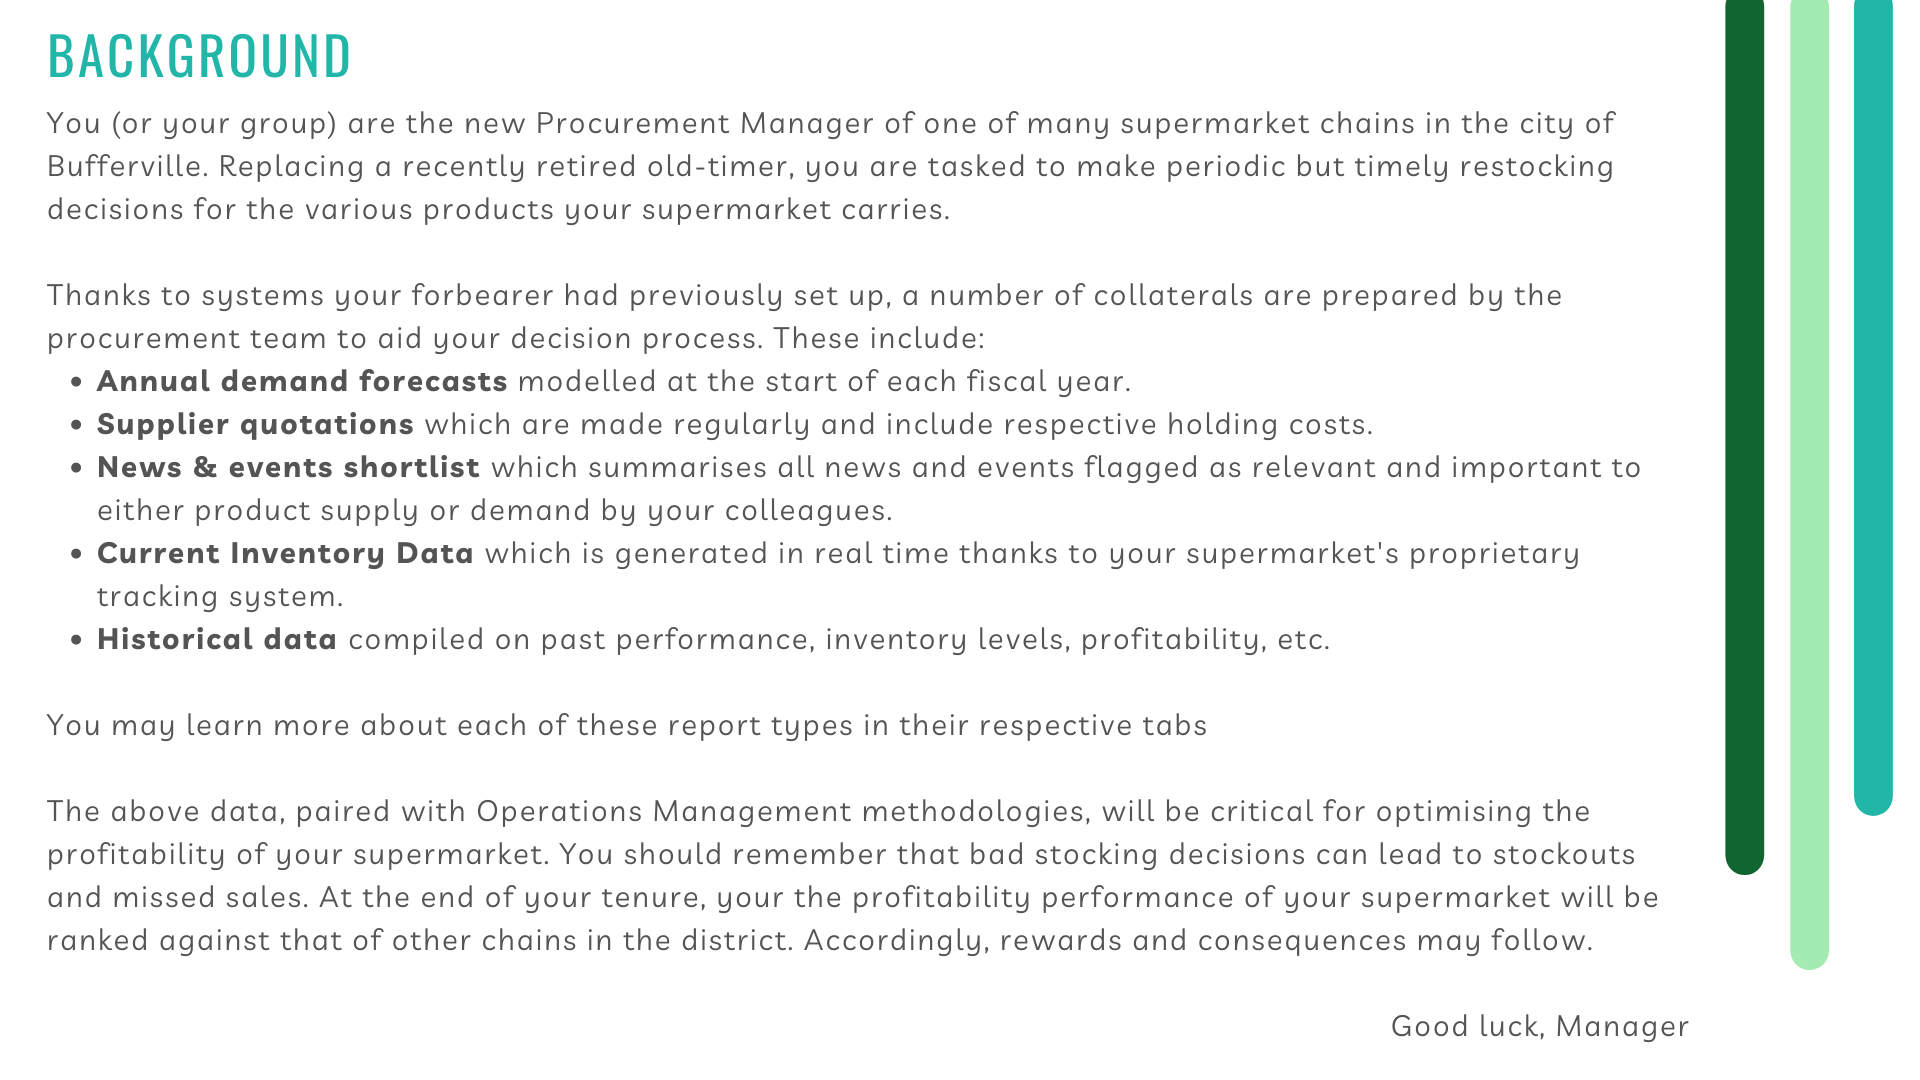 BACKGROUND
You (or your group) are the new Procurement Manager of one of many supermarket chains in the city of
Bufferville. Replacing a recently retired old-timer, you are tasked to make periodic but timely restocking
decisions for the various products your supermarket carries.
Thanks to systems your forbearer had previously set up, a number of collaterals are prepared by the
procurement team to aid your decision process. These include:
• Annual demand forecasts modelled at the start of each fiscal year.
• Supplier quotations which are made regularly and include respective holding costs.
• News & events shortlist which summarises all news and events flagged as relevant and important to
either product supply or demand by your colleagues.
• Current Inventory Data which is generated in real time thanks to your supermarket's proprietary
tracking system.
• Historical data compiled on past performance, inventory levels, profitability, etc.
You may learn more about each of these report types in their respective tabs
The above data, paired with Operations Management methodologies, will be critical for optimising the
profitability of your supermarket. You should remember that bad stocking decisions can lead to stockouts
and missed sales. At the end of your tenure, your the profitability performance of your supermarket will be
ranked against that of other chains in the district. Accordingly, rewards and consequences may follow.
Good luck, Manager